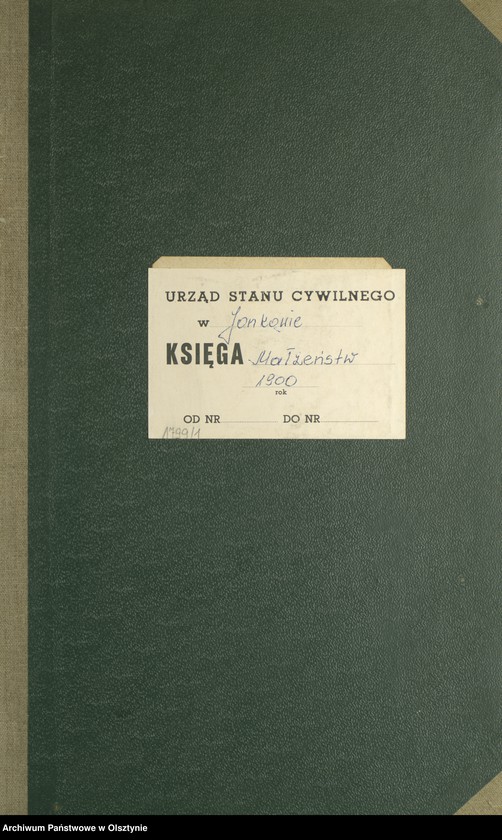 URZĄD STANU CYWILNEGO
w Jonkowie
KSIĘGA Małżeństw
1900
rok
OD NR DO NR
1799/1
Archiwum Państwowe w Olsztynie